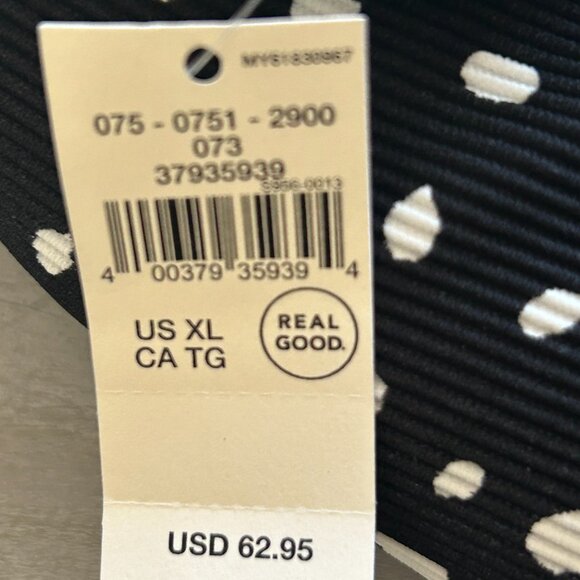 MYS1830967
075 - 0751 - 2900
073
37935939
S956-0013
4 00379 35939 4
US XL
CA TG
REAL
GOOD.
USD 62.95